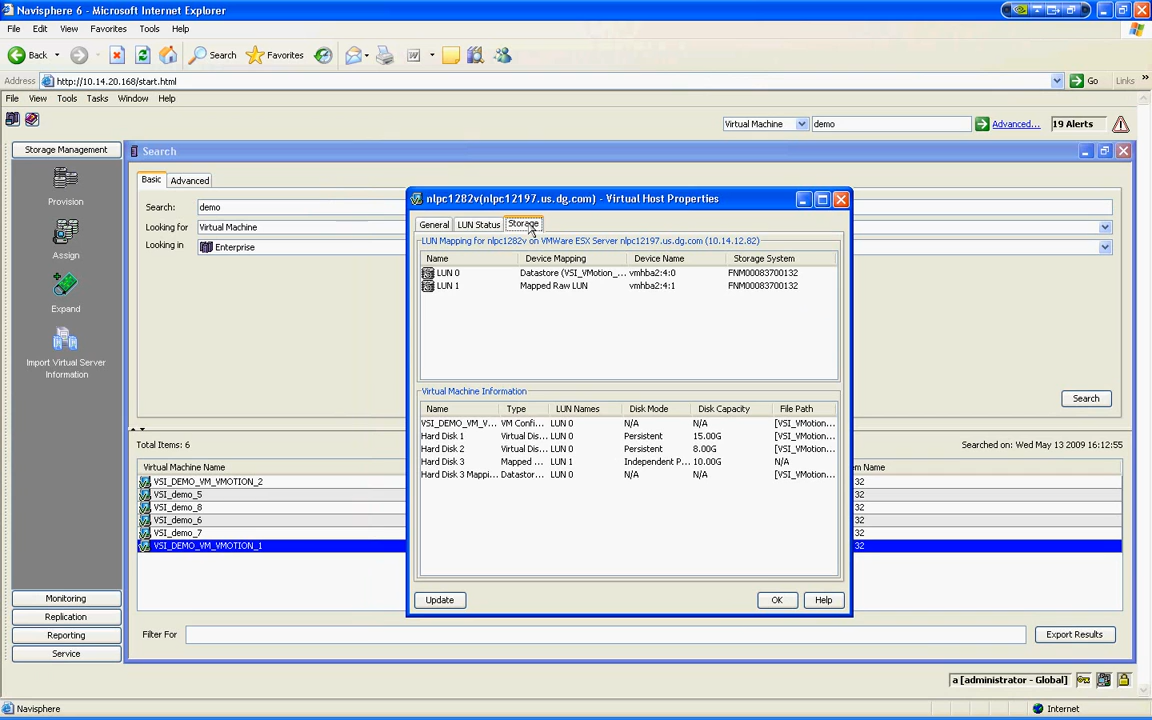 Navisphere 6 - Microsoft Internet Explorer
File Edit View Favorites Tools Help
Back Search Favorites
Address http://10.14.20.168/start.html Go Links »
File View Tools Tasks Window Help
Virtual Machine demo Advanced... 19 Alerts
Storage Management
Provision
Assign
Expand
Import Virtual Server
Information
Monitoring
Replication
Reporting
Service
Search
Basic Advanced
Search: demo
Looking for Virtual Machine
Looking in Enterprise
Search
Total Items: 6 Searched on: Wed May 13 2009 16:12:55
Virtual Machine Name m Name
VSI_DEMO_VM_VMOTION_2 32
VSI_demo_5 32
VSI_demo_8 32
VSI_demo_6 32
VSI_demo_7 32
VSI_DEMO_VM_VMOTION_1 32
Filter For Export Results
nlpc1282v(nlpc12197.us.dg.com) - Virtual Host Properties
General LUN Status Storage
LUN Mapping for nlpc1282v on VMWare ESX Server nlpc12197.us.dg.com (10.14.12.82)
Name Device Mapping Device Name Storage System
LUN 0 Datastore (VSI_VMotion_... vmhba2:4:0 FNM00083700132
LUN 1 Mapped Raw LUN vmhba2:4:1 FNM00083700132
Virtual Machine Information
Name Type LUN Names Disk Mode Disk Capacity File Path
VSI_DEMO_VM_V... VM Confi... LUN 0 N/A N/A [VSI_VMotion...
Hard Disk 1 Virtual Dis... LUN 0 Persistent 15.00G [VSI_VMotion...
Hard Disk 2 Virtual Dis... LUN 0 Persistent 8.00G [VSI_VMotion...
Hard Disk 3 Mapped ... LUN 1 Independent P... 10.00G N/A
Hard Disk 3 Mappi... Datastor... LUN 0 N/A N/A [VSI_VMotion...
Update OK Help
a [administrator - Global]
Navisphere Internet